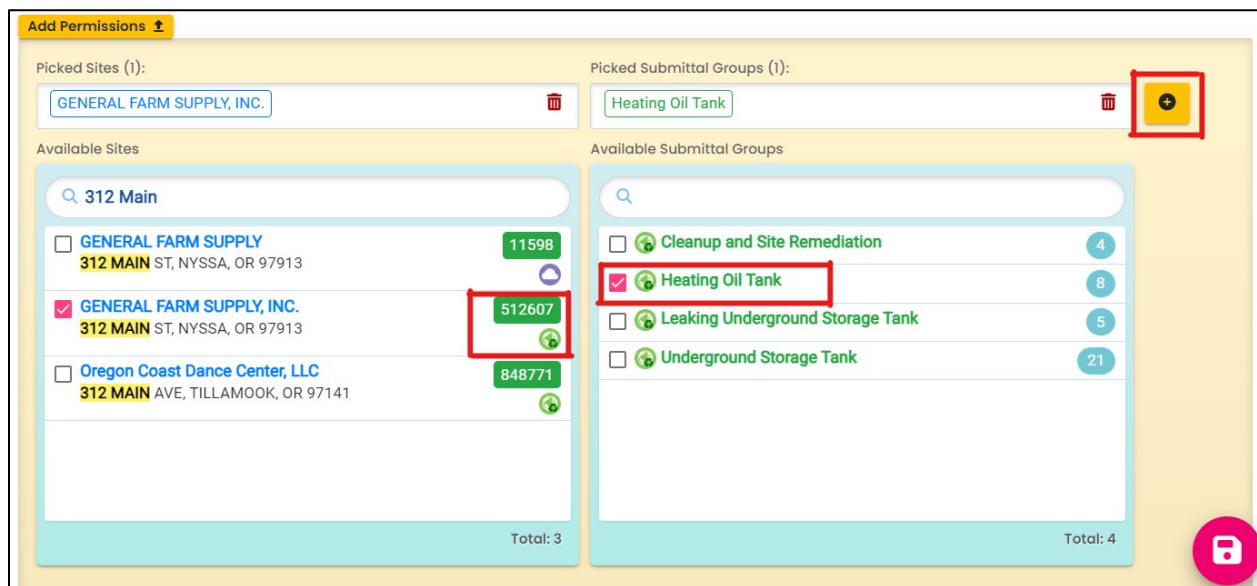 Add Permissions
Picked Sites (1):
GENERAL FARM SUPPLY, INC.
Picked Submittal Groups (1):
Heating Oil Tank
Available Sites
312 Main
GENERAL FARM SUPPLY 11598
312 MAIN ST, NYSSA, OR 97913
GENERAL FARM SUPPLY, INC. 512607
312 MAIN ST, NYSSA, OR 97913
Oregon Coast Dance Center, LLC 848771
312 MAIN AVE, TILLAMOOK, OR 97141
Total: 3
Available Submittal Groups
Cleanup and Site Remediation 4
Heating Oil Tank 8
Leaking Underground Storage Tank 5
Underground Storage Tank 21
Total: 4